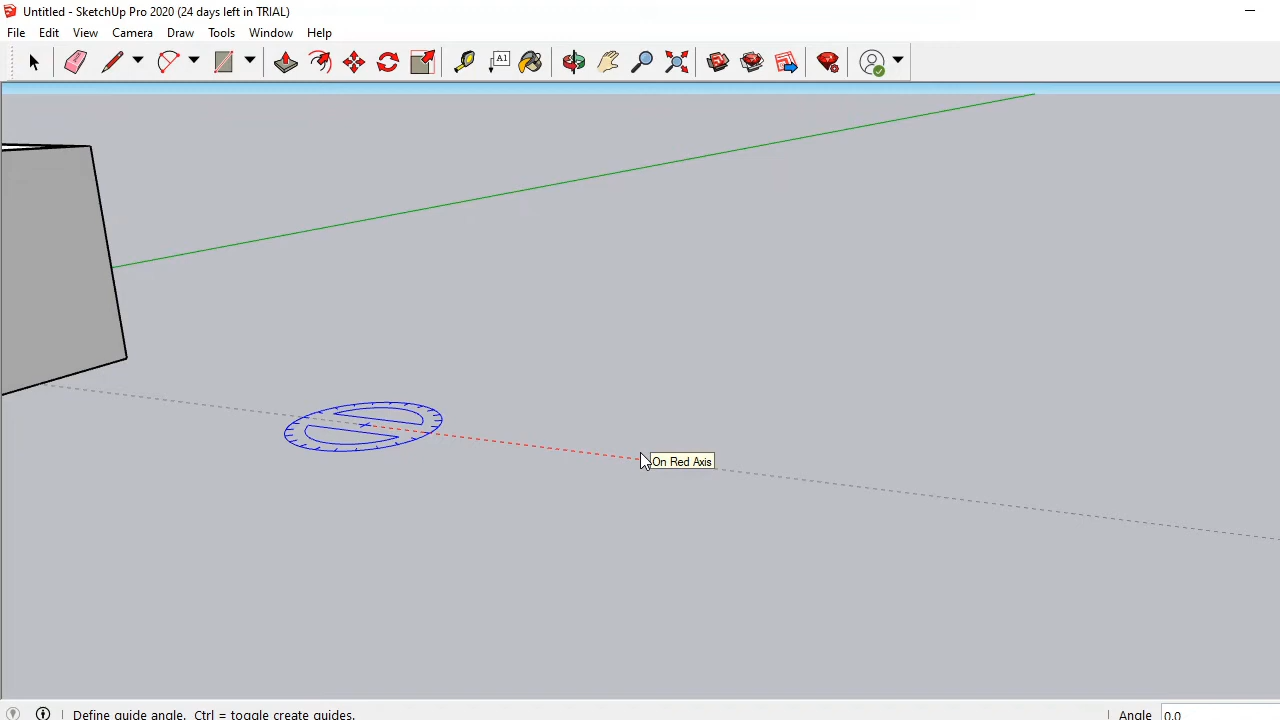 Untitled - SketchUp Pro 2020 (24 days left in TRIAL)
File Edit View Camera Draw Tools Window Help
A1
On Red Axis
Define guide angle. Ctrl = toggle create guides.
Angle 0.0